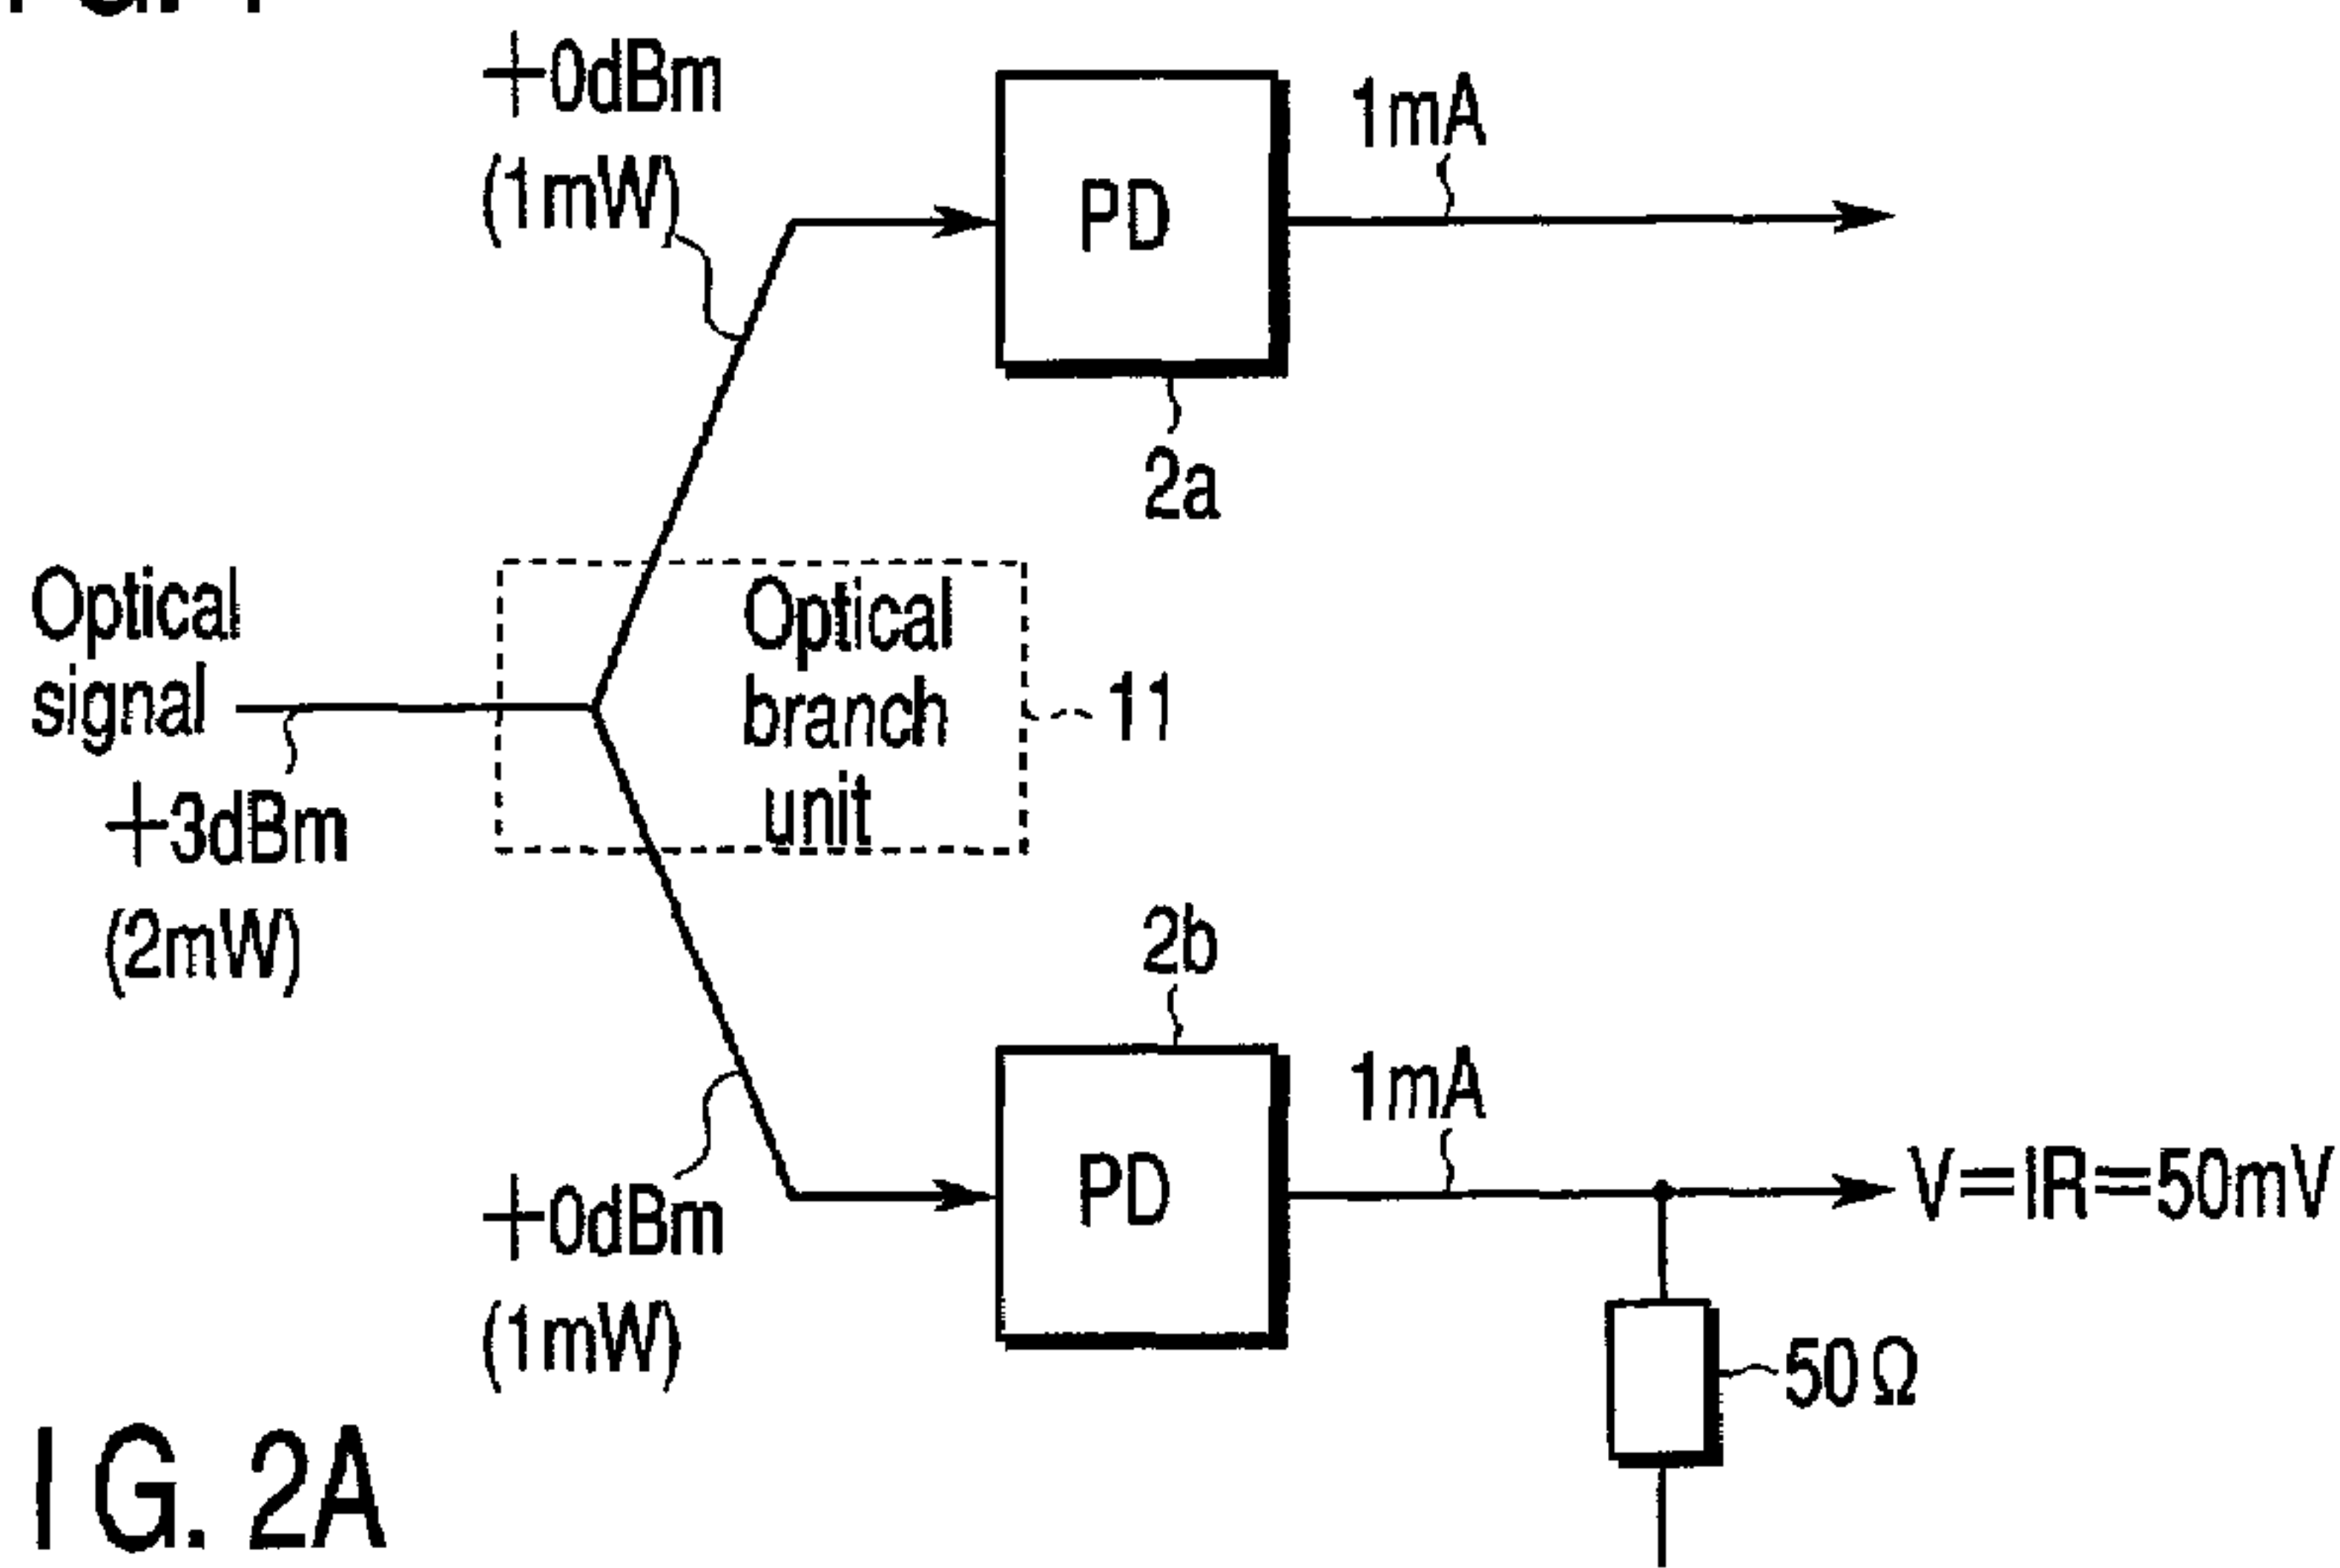 +0dBm
(1mW)
PD
1mA
2a
Optical
signal
+3dBm
(2mW)
Optical
branch
unit
11
2b
+0dBm
(1mW)
PD
1mA
V=IR=50mV
50Ω
IG. 2A